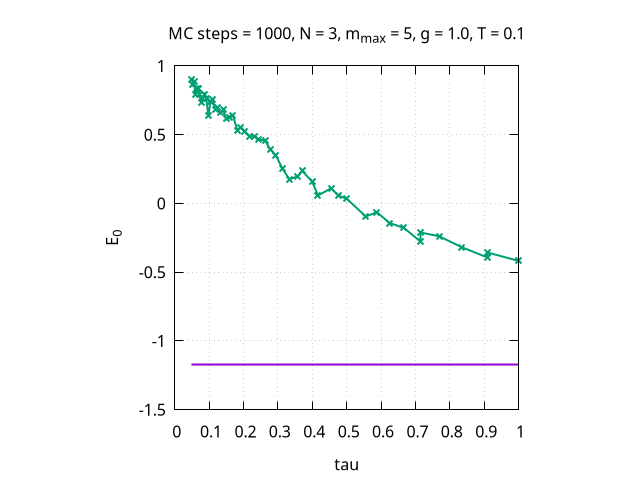 MC steps = 1000, N = 3, m_max = 5, g = 1.0, T = 0.1
1
0.5
0
-0.5
-1
-1.5
E_0
0 0.1 0.2 0.3 0.4 0.5 0.6 0.7 0.8 0.9 1
tau